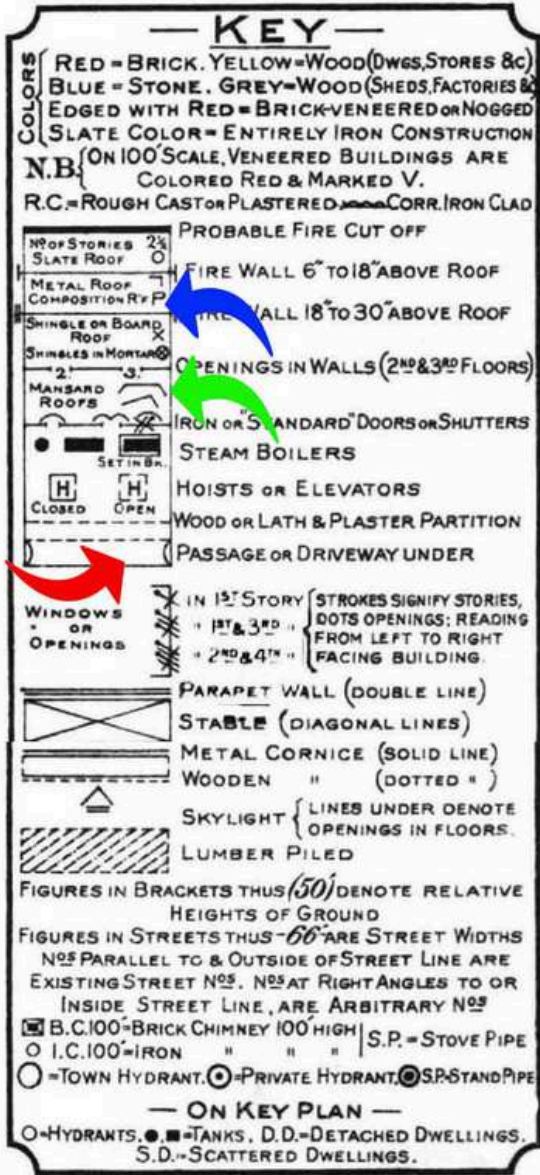 KEY
COLORS
RED = BRICK. YELLOW = WOOD (DWGS, STORES &c)
BLUE = STONE. GREY = WOOD (SHEDS, FACTORIES &
EDGED WITH RED = BRICK-VENEERED OR NOGGED
SLATE COLOR = ENTIRELY IRON CONSTRUCTION
N.B. ON 100' SCALE, VENEERED BUILDINGS ARE
COLORED RED & MARKED V.
R.C. = ROUGH CAST OR PLASTERED CORR. IRON CLAD
PROBABLE FIRE CUT OFF
Nº OF STORIES 2½
SLATE ROOF O
FIRE WALL 6" TO 18" ABOVE ROOF
METAL ROOF
COMPOSITION R'F P
WALL 18" TO 30" ABOVE ROOF
SHINGLE OR BOARD
ROOF X
SHINGLES IN MORTAR
OPENINGS IN WALLS (2ND & 3RD FLOORS)
2. 3.
MANSARD
ROOFS
IRON OR "STANDARD" DOORS OR SHUTTERS
STEAM BOILERS
SET IN BK.
H H
HOISTS OR ELEVATORS
CLOSED OPEN
WOOD OR LATH & PLASTER PARTITION
PASSAGE OR DRIVEWAY UNDER
WINDOWS
" OR
OPENINGS
IN 1ST STORY
" 1ST & 3RD "
" 2ND & 4TH "
STROKES SIGNIFY STORIES,
DOTS OPENINGS; READING
FROM LEFT TO RIGHT
FACING BUILDING.
PARAPET WALL (DOUBLE LINE)
STABLE (DIAGONAL LINES)
METAL CORNICE (SOLID LINE)
WOODEN " (DOTTED ")
SKYLIGHT LINES UNDER DENOTE
OPENINGS IN FLOORS.
LUMBER PILED
FIGURES IN BRACKETS THUS (50') DENOTE RELATIVE
HEIGHTS OF GROUND
FIGURES IN STREETS THUS -66'- ARE STREET WIDTHS
NOS PARALLEL TO & OUTSIDE OF STREET LINE ARE
EXISTING STREET NOS. NOS AT RIGHT ANGLES TO OR
INSIDE STREET LINE, ARE ARBITRARY NOS
B.C.100' = BRICK CHIMNEY 100' HIGH
O I.C.100' = IRON " " "
S.P. = STOVE PIPE
= TOWN HYDRANT. = PRIVATE HYDRANT. S.P. = STAND PIPE
— ON KEY PLAN —
O = HYDRANTS. ●, ■ = TANKS, D.D. = DETACHED DWELLINGS.
S.D. = SCATTERED DWELLINGS.